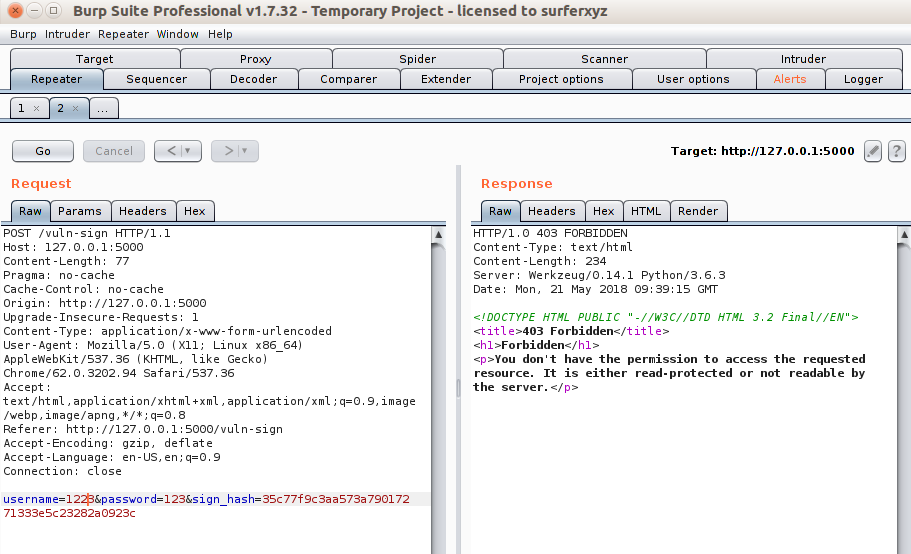 Burp Suite Professional v1.7.32 - Temporary Project - licensed to surferxyz
Burp Intruder Repeater Window Help
Target Proxy Spider Scanner Intruder
Repeater Sequencer Decoder Comparer Extender Project options User options Alerts Logger
1 × 2 × ...
Go Cancel < > Target: http://127.0.0.1:5000 ?
Request
Raw Params Headers Hex
POST /vuln-sign HTTP/1.1
Host: 127.0.0.1:5000
Content-Length: 77
Pragma: no-cache
Cache-Control: no-cache
Origin: http://127.0.0.1:5000
Upgrade-Insecure-Requests: 1
Content-Type: application/x-www-form-urlencoded
User-Agent: Mozilla/5.0 (X11; Linux x86_64)
AppleWebKit/537.36 (KHTML, like Gecko)
Chrome/62.0.3202.94 Safari/537.36
Accept:
text/html,application/xhtml+xml,application/xml;q=0.9,image
/webp,image/apng,*/*;q=0.8
Referer: http://127.0.0.1:5000/vuln-sign
Accept-Encoding: gzip, deflate
Accept-Language: en-US,en;q=0.9
Connection: close
username=1223&password=123&sign_hash=35c77f9c3aa573a790172
71333e5c23282a0923c
Response
Raw Headers Hex HTML Render
HTTP/1.0 403 FORBIDDEN
Content-Type: text/html
Content-Length: 234
Server: Werkzeug/0.14.1 Python/3.6.3
Date: Mon, 21 May 2018 09:39:15 GMT
<!DOCTYPE HTML PUBLIC "-//W3C//DTD HTML 3.2 Final//EN">
<title>403 Forbidden</title>
<h1>Forbidden</h1>
<p>You don't have the permission to access the requested
resource. It is either read-protected or not readable by
the server.</p>